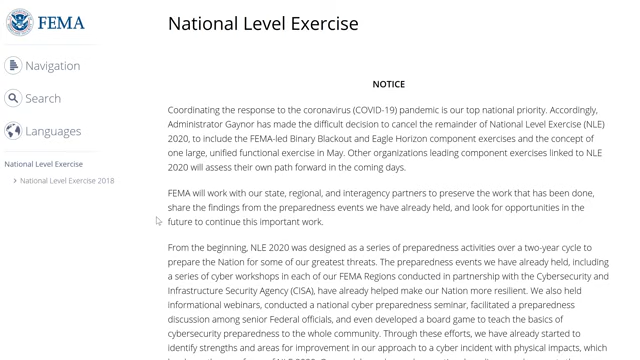 FEMA
National Level Exercise
Navigation
Search
Languages
National Level Exercise
National Level Exercise 2018
NOTICE
Coordinating the response to the coronavirus (COVID-19) pandemic is our top national priority. Accordingly,
Administrator Gaynor has made the difficult decision to cancel the remainder of National Level Exercise (NLE)
2020, to include the FEMA-led Binary Blackout and Eagle Horizon component exercises and the concept of
one large, unified functional exercise in May. Other organizations leading component exercises linked to NLE
2020 will assess their own path forward in the coming days.
FEMA will work with our state, regional, and interagency partners to preserve the work that has been done,
share the findings from the preparedness events we have already held, and look for opportunities in the
future to continue this important work.
From the beginning, NLE 2020 was designed as a series of preparedness activities over a two-year cycle to
prepare the Nation for some of our greatest threats. The preparedness events we have already held, including
a series of cyber workshops in each of our FEMA Regions conducted in partnership with the Cybersecurity and
Infrastructure Security Agency (CISA), have already helped make our Nation more resilient. We also held
informational webinars, conducted a national cyber preparedness seminar, facilitated a preparedness
discussion among senior Federal officials, and even developed a board game to teach the basics of
cybersecurity preparedness to the whole community. Through these efforts, we have already started to
identify strengths and areas for improvement in our approach to a cyber incident with physical impacts, which